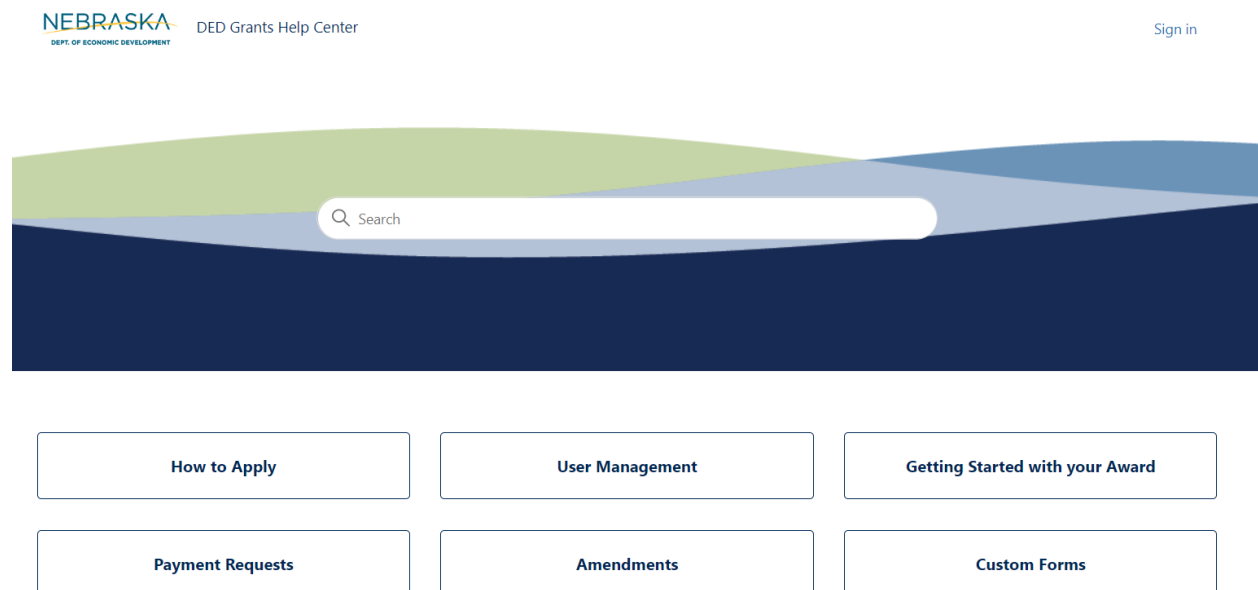 NEBRASKA
DEPT. OF ECONOMIC DEVELOPMENT
DED Grants Help Center
Sign in
Search
How to Apply
User Management
Getting Started with your Award
Payment Requests
Amendments
Custom Forms